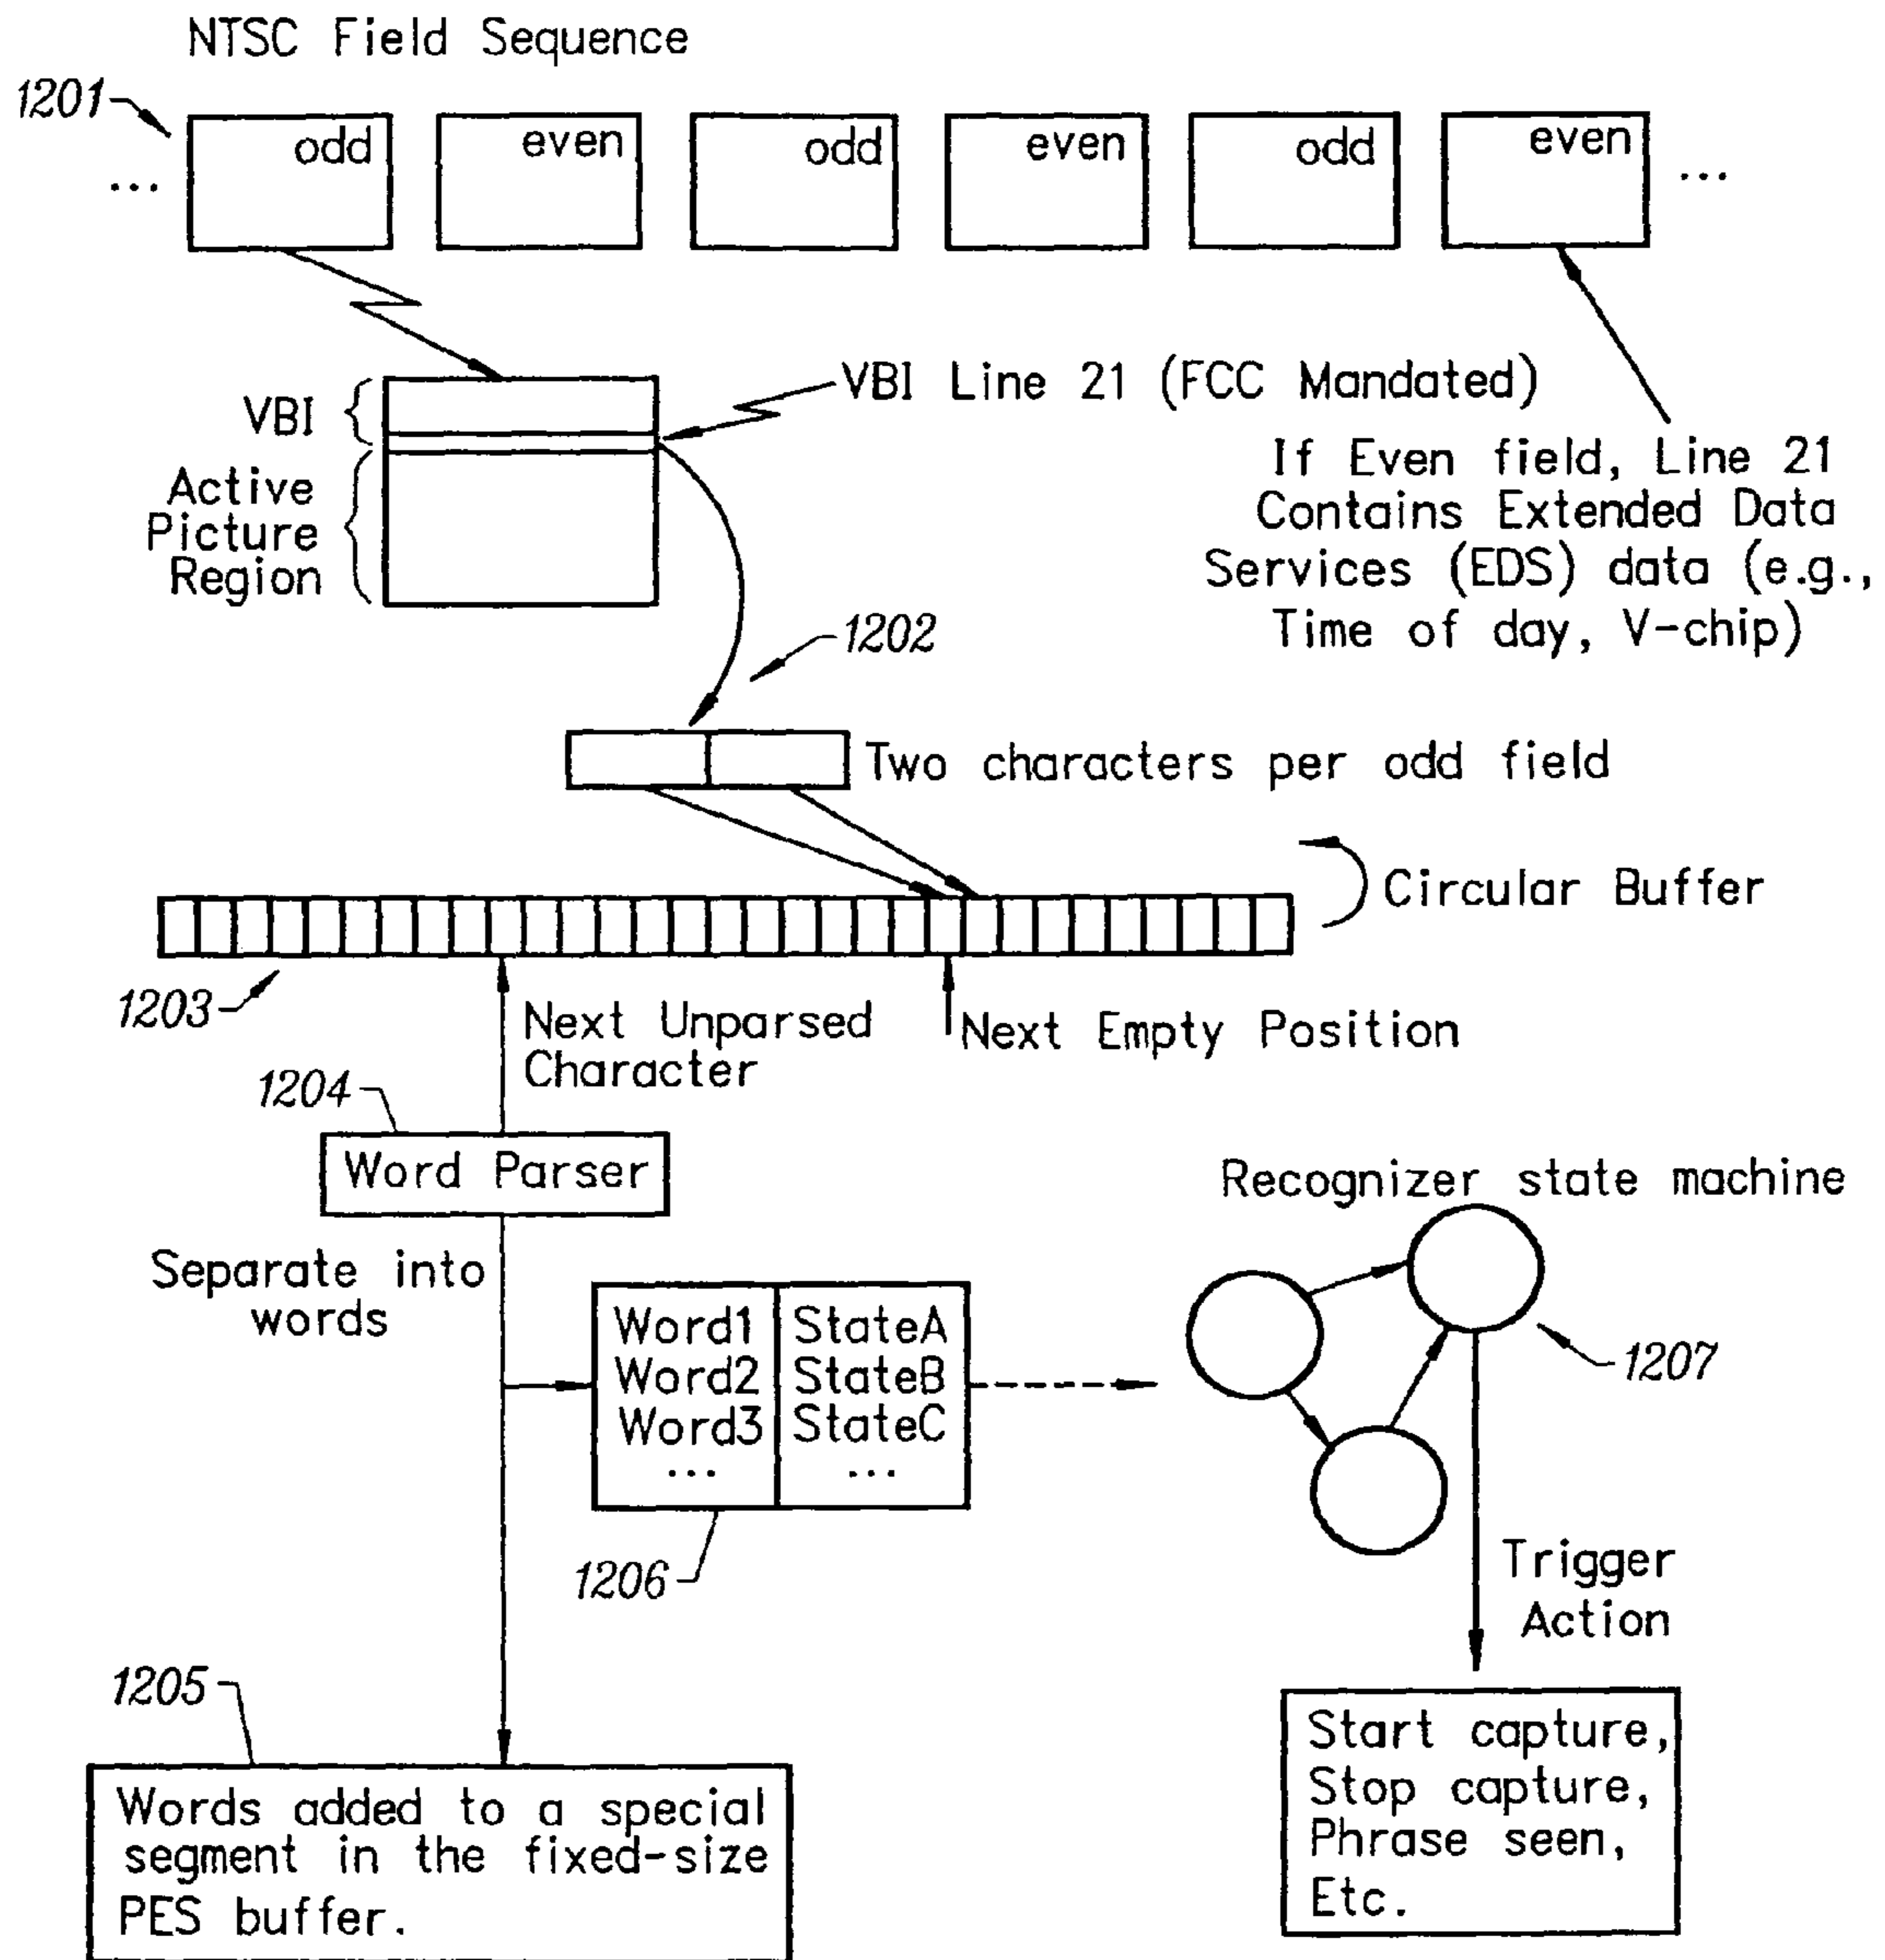 NTSC Field Sequence
1201
... odd even odd even odd even ...
VBI
VBI Line 21 (FCC Mandated)
Active
Picture
Region
If Even field, Line 21
Contains Extended Data
Services (EDS) data (e.g.,
Time of day, V-chip)
1202
Two characters per odd field
Circular Buffer
1203
Next Unparsed
Character
Next Empty Position
1204
Word Parser
Separate into
words
Word1 StateA
Word2 StateB
Word3 StateC
... ...
1206
Recognizer state machine
1207
Trigger
Action
1205
Words added to a special
segment in the fixed-size
PES buffer.
Start capture,
Stop capture,
Phrase seen,
Etc.